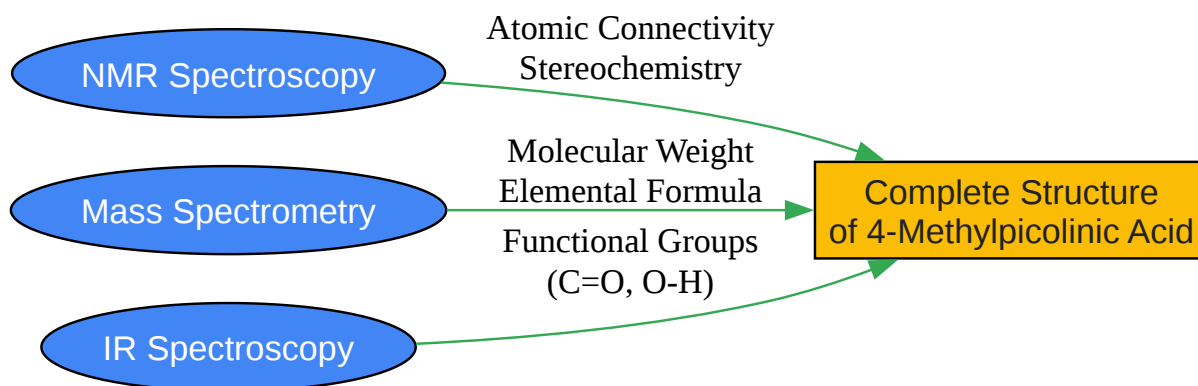 NMR Spectroscopy
Atomic Connectivity
Stereochemistry
Mass Spectrometry
Molecular Weight
Elemental Formula
IR Spectroscopy
Functional Groups
(C=O, O-H)
Complete Structure
of 4-Methylpicolinic Acid